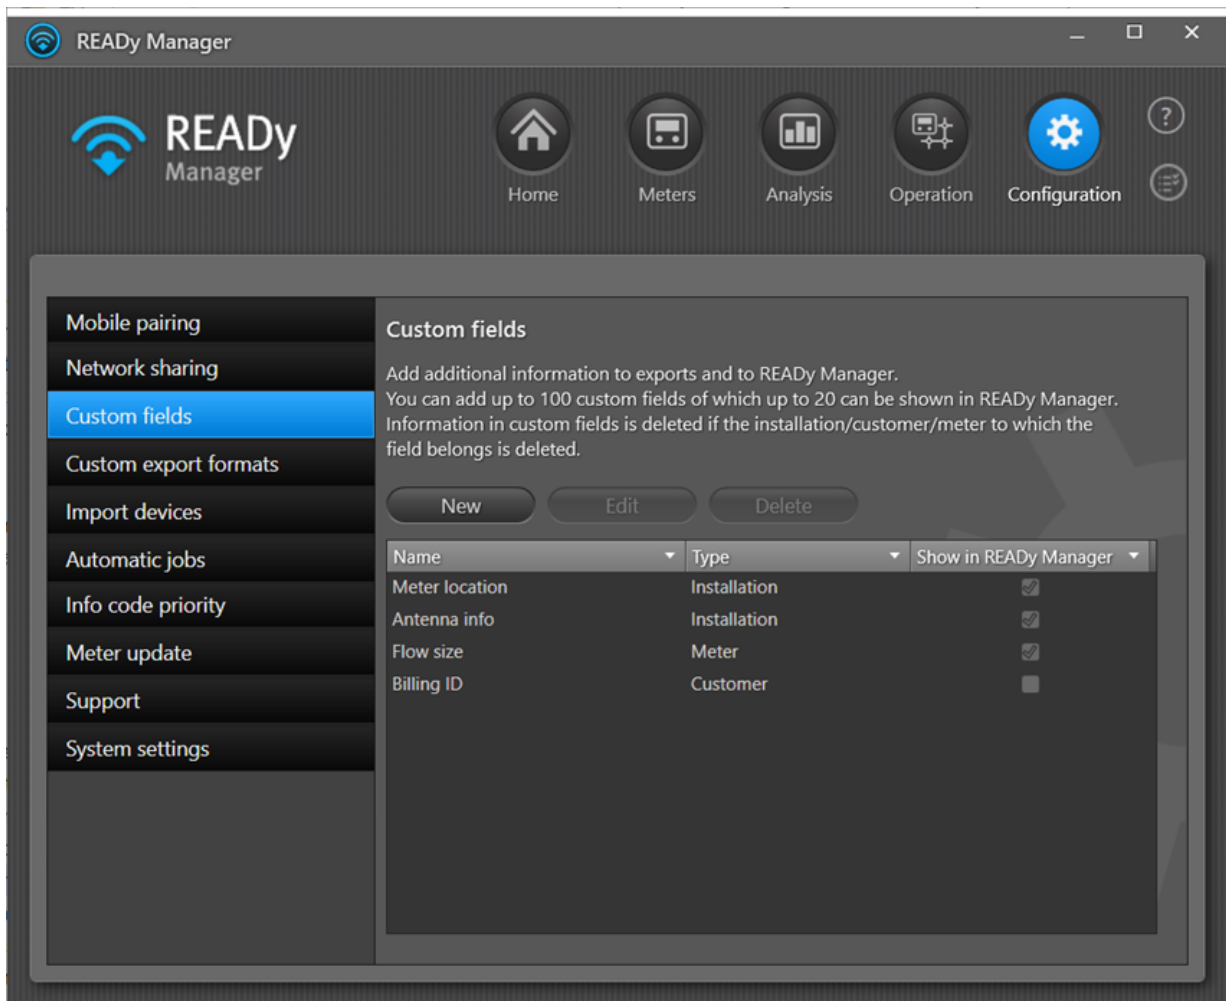 READy Manager
READy
Manager
Home Meters Analysis Operation Configuration
?
Mobile pairing
Network sharing
Custom fields
Custom export formats
Import devices
Automatic jobs
Info code priority
Meter update
Support
System settings
Custom fields
Add additional information to exports and to READy Manager.
You can add up to 100 custom fields of which up to 20 can be shown in READy Manager.
Information in custom fields is deleted if the installation/customer/meter to which the
field belongs is deleted.
New Edit Delete
Name Type Show in READy Manager
Meter location Installation
Antenna info Installation
Flow size Meter
Billing ID Customer